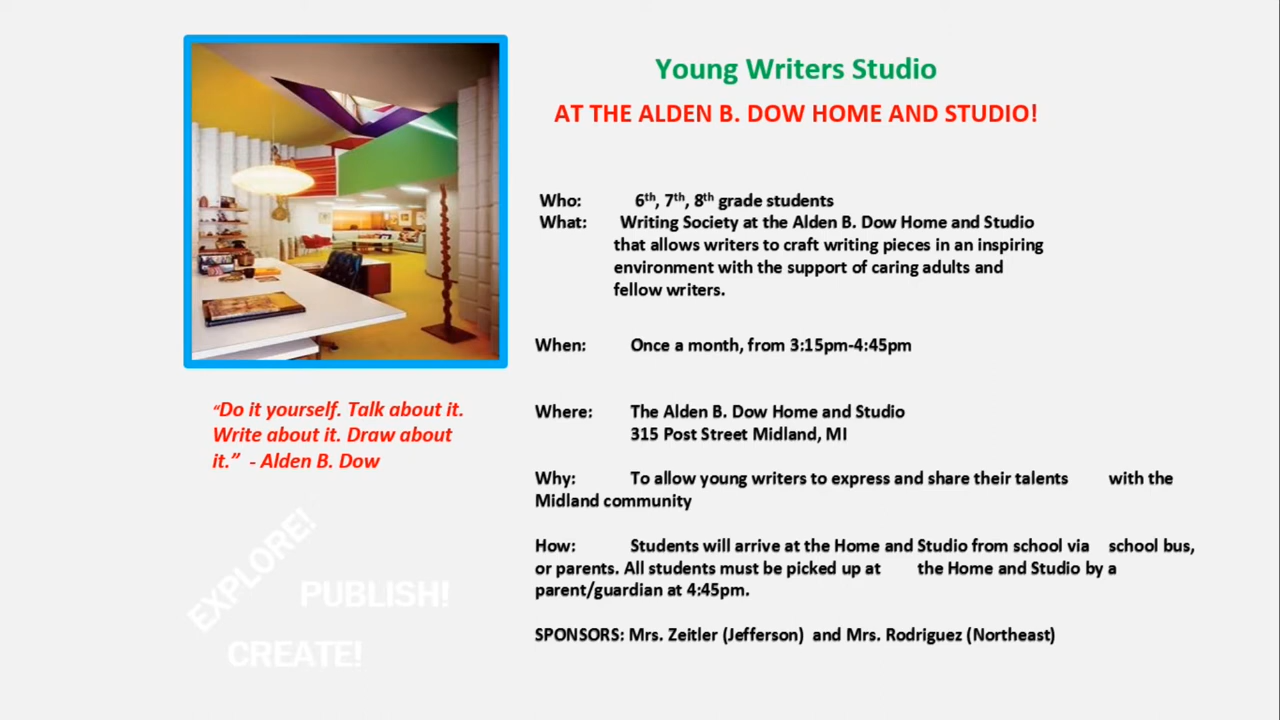 Young Writers Studio
AT THE ALDEN B. DOW HOME AND STUDIO!
Who: 6th, 7th, 8th grade students
What: Writing Society at the Alden B. Dow Home and Studio
that allows writers to craft writing pieces in an inspiring
environment with the support of caring adults and
fellow writers.
When: Once a month, from 3:15pm-4:45pm
Where: The Alden B. Dow Home and Studio
315 Post Street Midland, MI
Why: To allow young writers to express and share their talents with the
Midland community
How: Students will arrive at the Home and Studio from school via school bus,
or parents. All students must be picked up at the Home and Studio by a
parent/guardian at 4:45pm.
SPONSORS: Mrs. Zeitler (Jefferson) and Mrs. Rodriguez (Northeast)
“Do it yourself. Talk about it.
Write about it. Draw about
it.” - Alden B. Dow
EXPLORE!
PUBLISH!
CREATE!